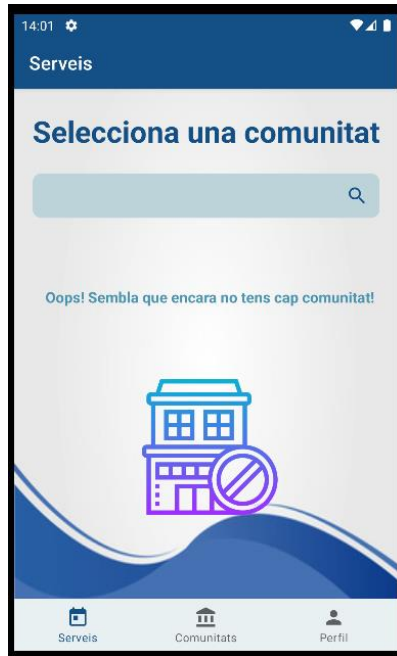 14:01
Serveis
Selecciona una comunitat
Oops! Sembla que encara no tens cap comunitat!
Serveis Comunitats Perfil